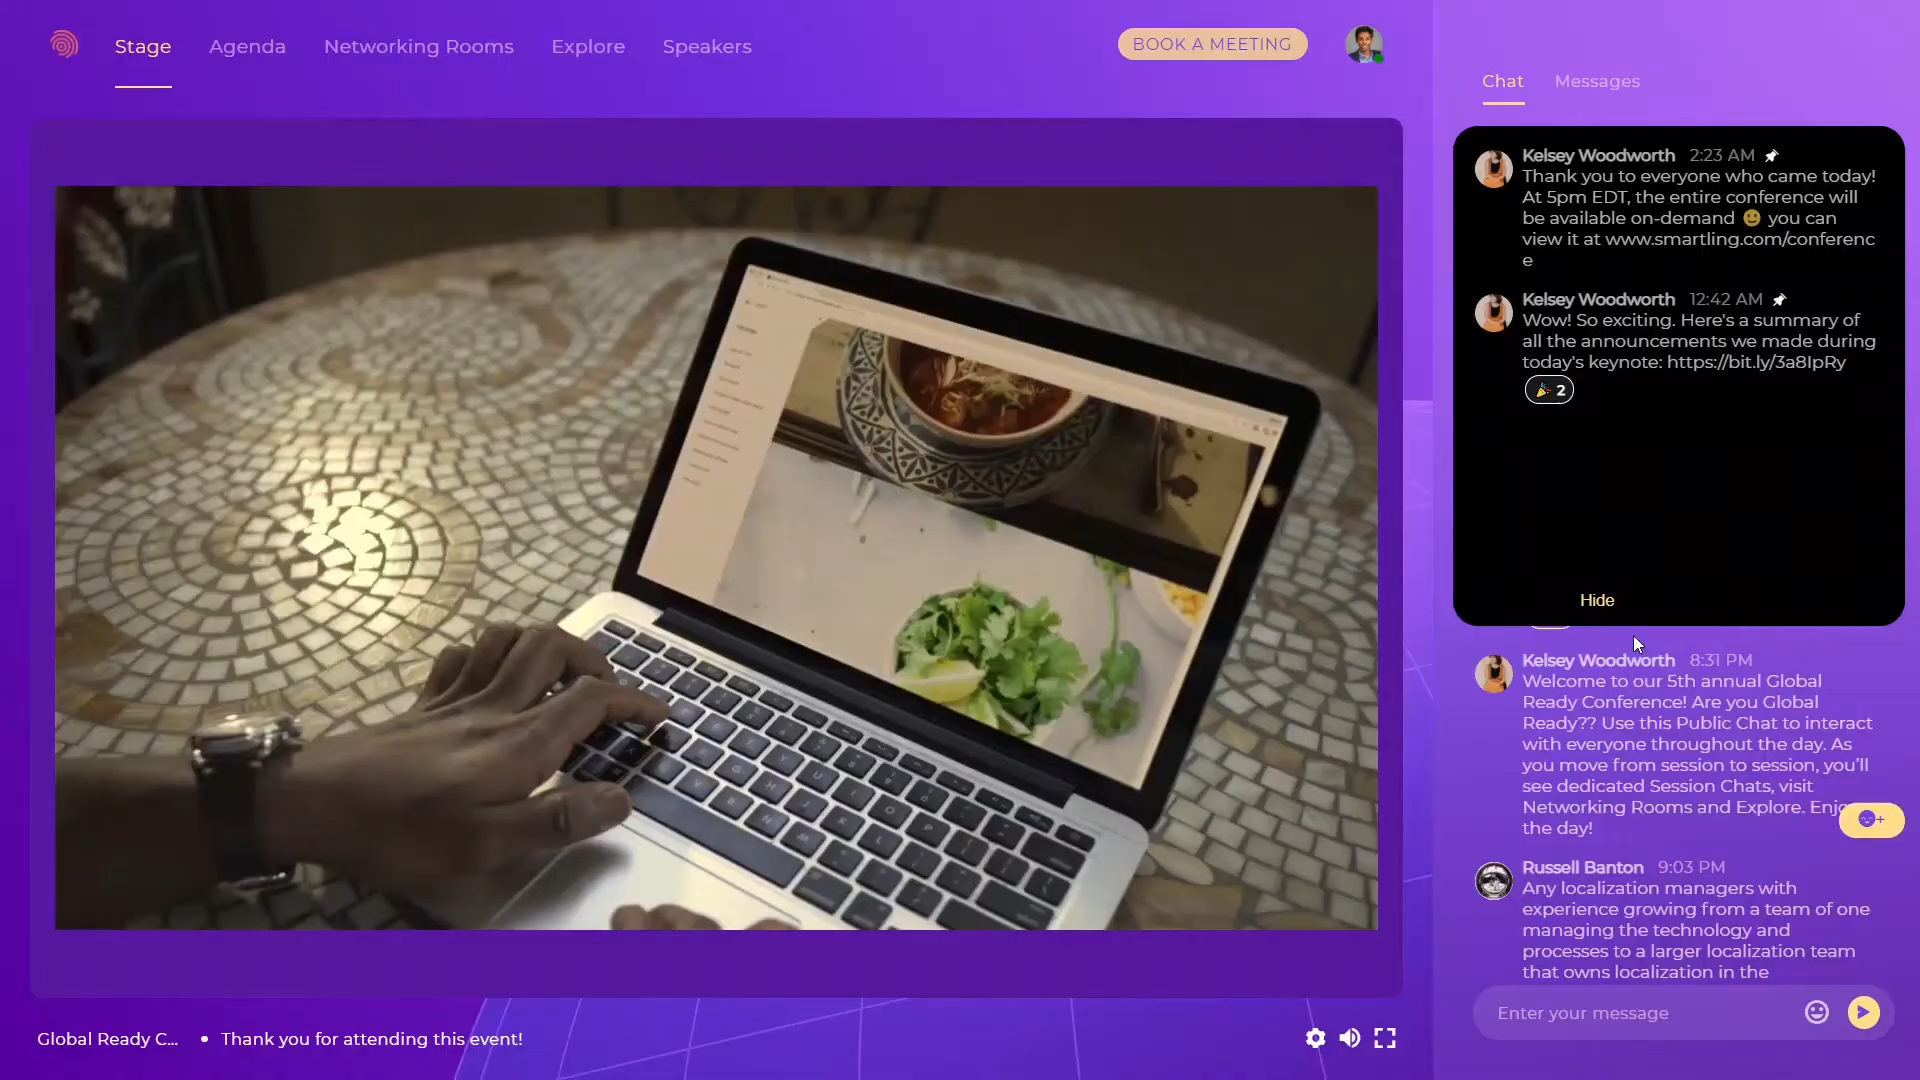 Stage
Agenda
Networking Rooms
Explore
Speakers
BOOK A MEETING
Chat
Messages
Kelsey Woodworth 2:23 AM
Thank you to everyone who came today!
At 5pm EDT, the entire conference will
be available on-demand 🙂 you can
view it at www.smartling.com/conferenc
e
Kelsey Woodworth 12:42 AM
Wow! So exciting. Here's a summary of
all the announcements we made during
today's keynote: https://bit.ly/3a8IpRy
🎉 2
Hide
Kelsey Woodworth 8:31 PM
Welcome to our 5th annual Global
Ready Conference! Are you Global
Ready?? Use this Public Chat to interact
with everyone throughout the day. As
you move from session to session, you'll
see dedicated Session Chats, visit
Networking Rooms and Explore. Enjo
the day!
Russell Banton 9:03 PM
Any localization managers with
experience growing from a team of one
managing the technology and
processes to a larger localization team
that owns localization in the
Enter your message
Global Ready C... • Thank you for attending this event!